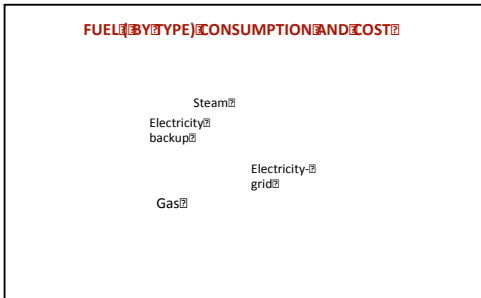 FUEL ( BY TYPE) CONSUMPTION AND COST
Steam
Electricity
backup
Electricity-
grid
Gas